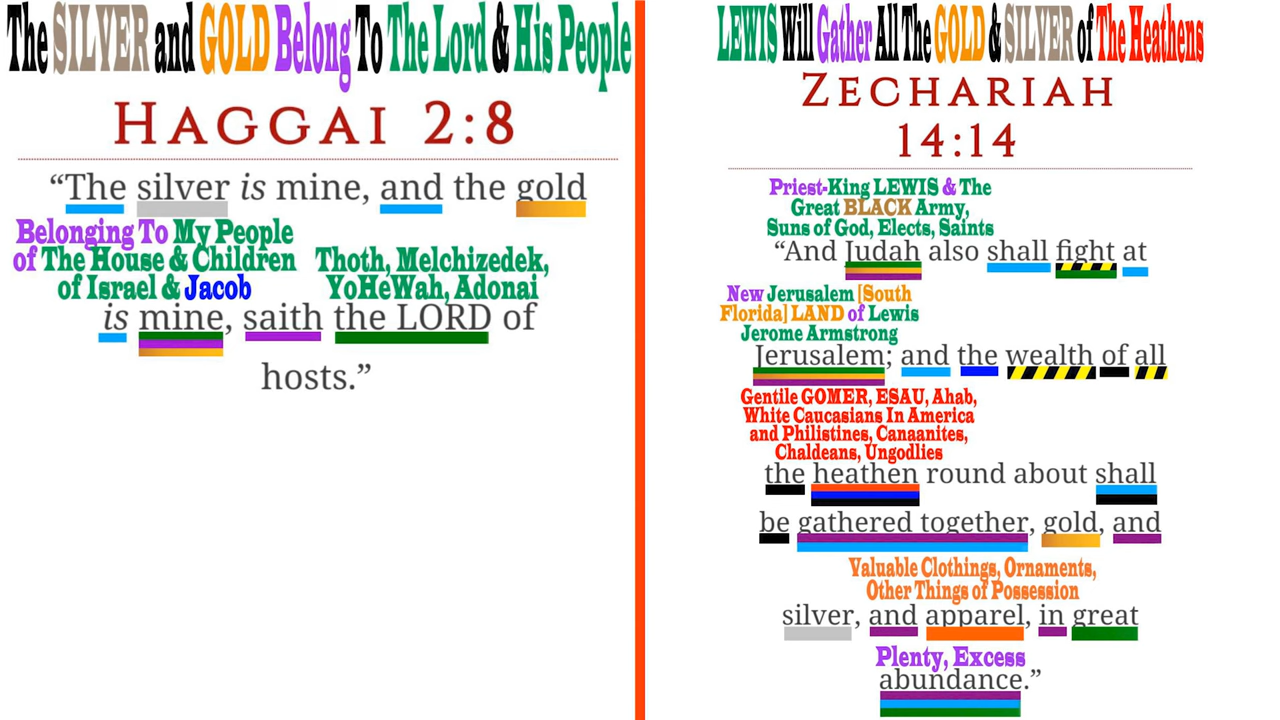 The SILVER and GOLD Belong To The Lord & His People
HAGGAI 2:8
“The silver is mine, and the gold
Belonging To My People
of The House & Children
of Israel & Jacob
Thoth, Melchizedek,
YoHeWah, Adonai
is mine, saith the LORD of
hosts.”
LEWIS Will Gather All The GOLD & SILVER of The Heathens
ZECHARIAH
14:14
Priest-King LEWIS & The
Great BLACK Army,
Suns of God, Elects, Saints
“And Judah also shall fight at
New Jerusalem [South
Florida] LAND of Lewis
Jerome Armstrong
Jerusalem; and the wealth of all
Gentile GOMER, ESAU, Ahab,
White Caucasians In America
and Philistines, Canaanites,
Chaldeans, Ungodlies
the heathen round about shall
be gathered together, gold, and
Valuable Clothings, Ornaments,
Other Things of Possession
silver, and apparel, in great
Plenty, Excess
abundance.”